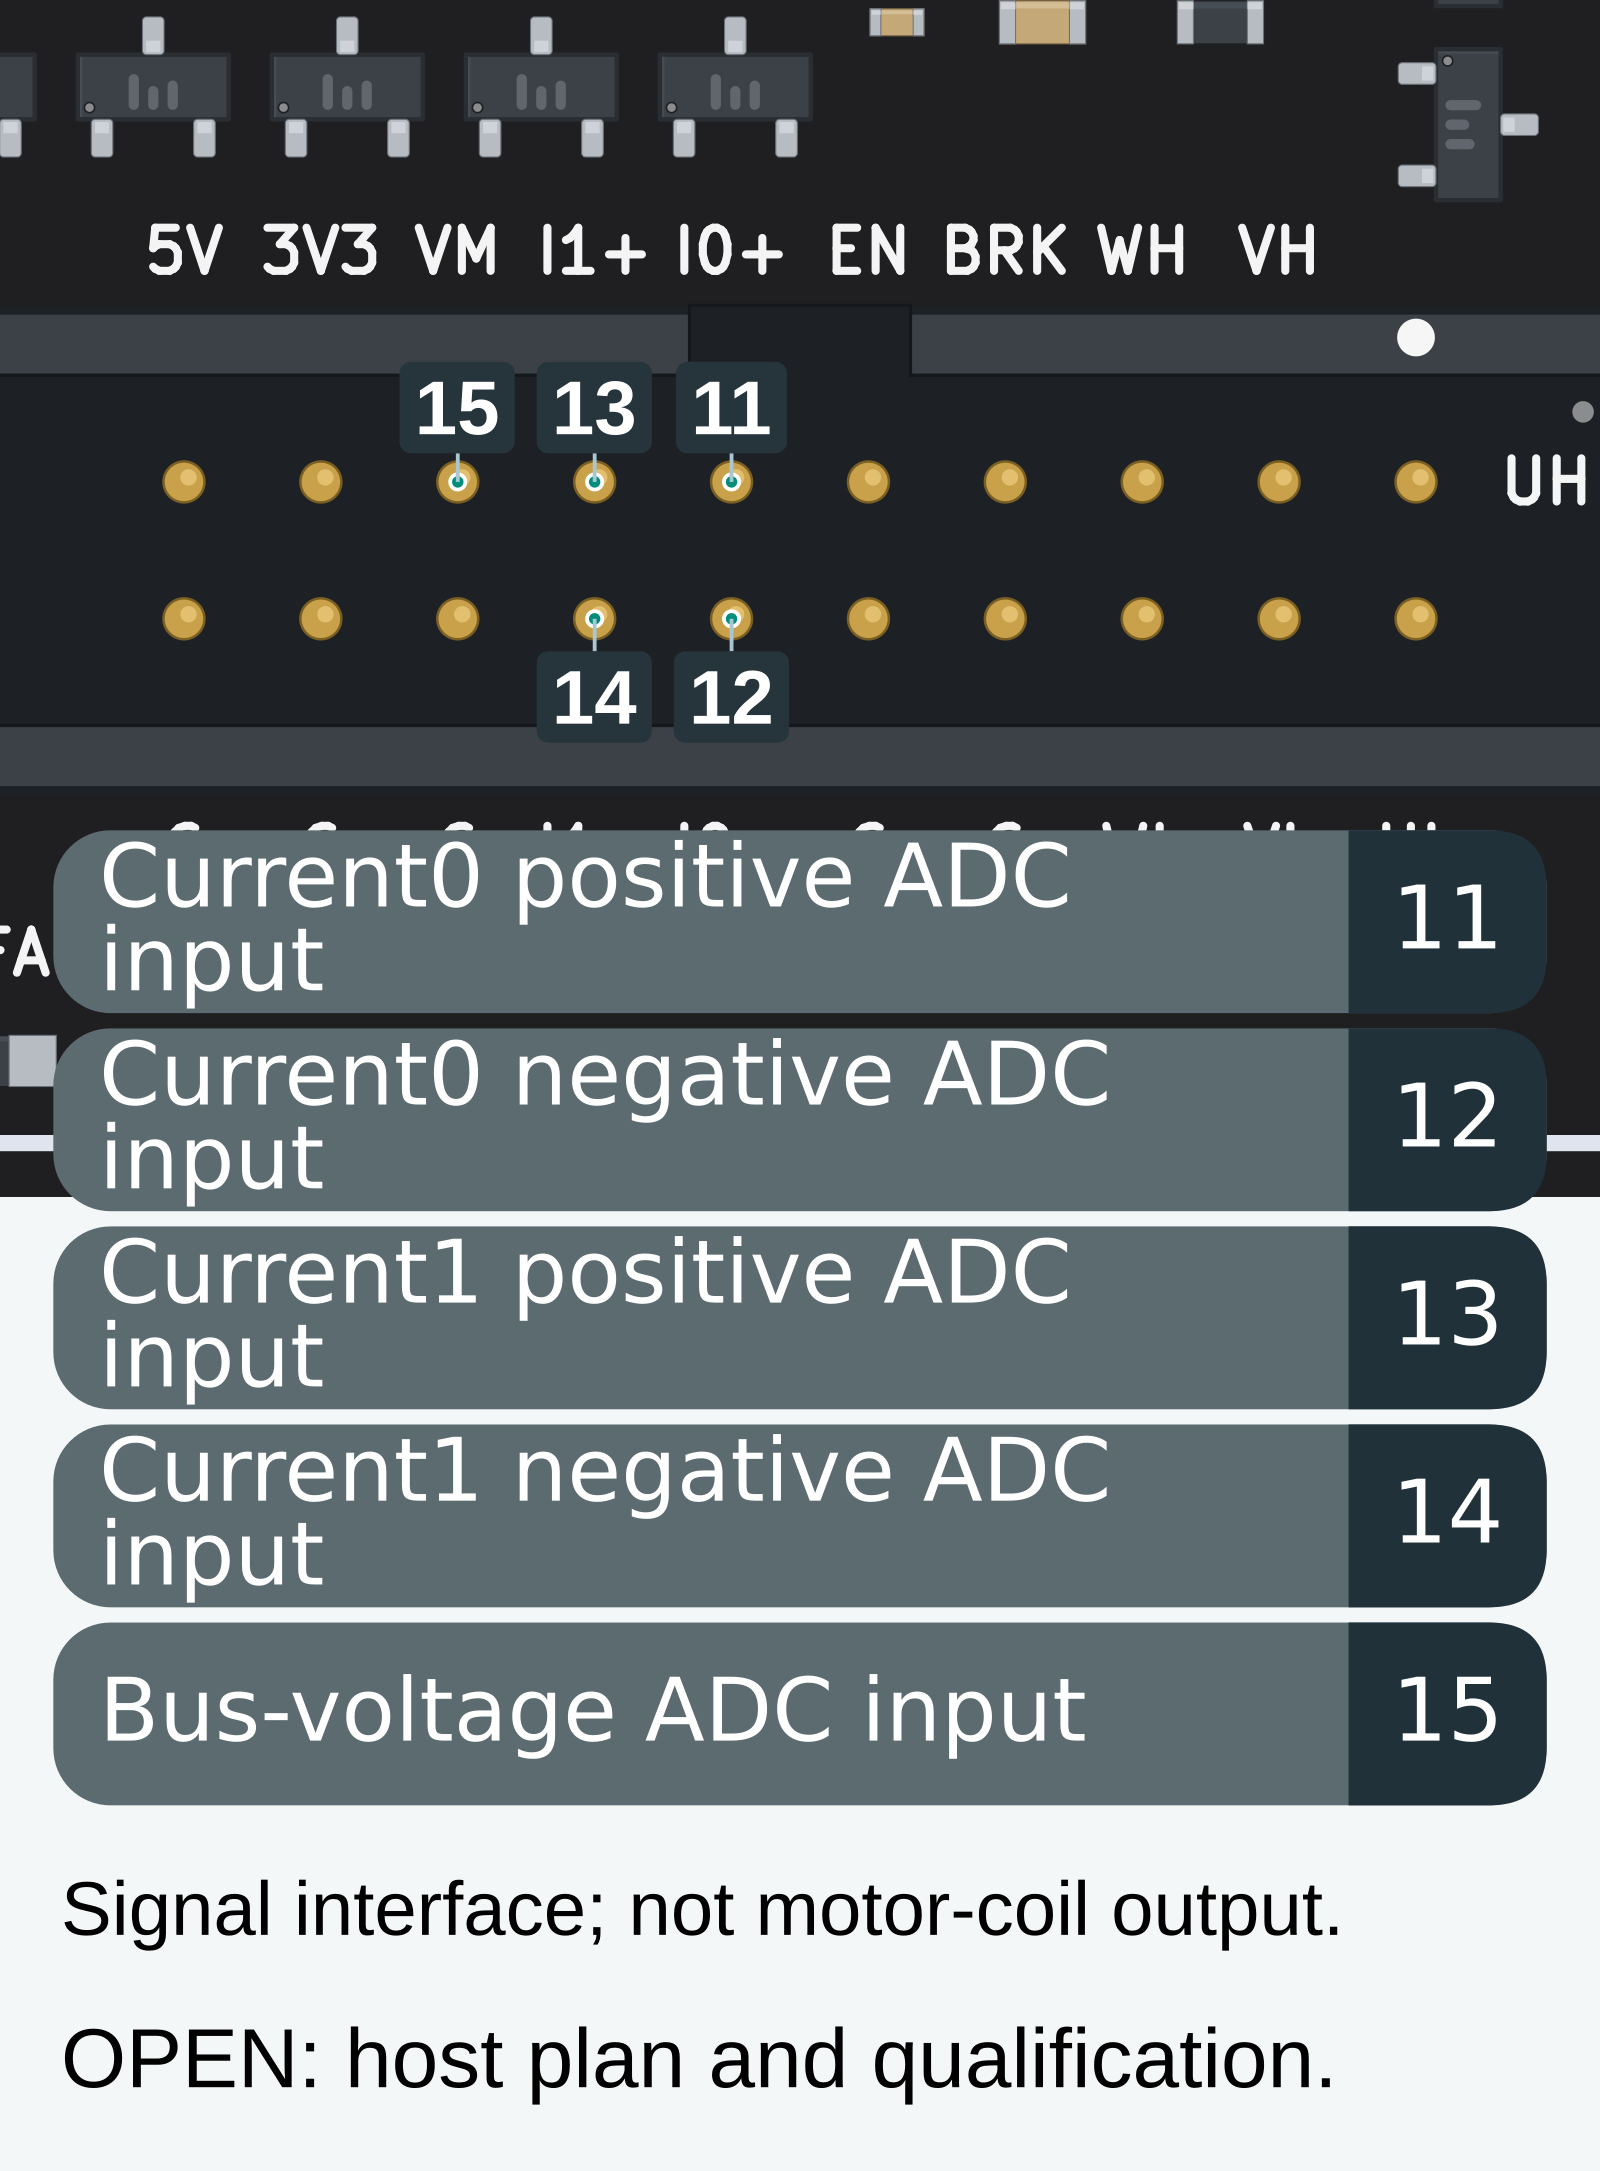 5V 3V3 VM I1+ I0+ EN BRK WH VH
15 13 11
UH
14 12
FA
Current0 positive ADC
input
11
Current0 negative ADC
input
12
Current1 positive ADC
input
13
Current1 negative ADC
input
14
Bus-voltage ADC input
15
Signal interface; not motor-coil output.
OPEN: host plan and qualification.